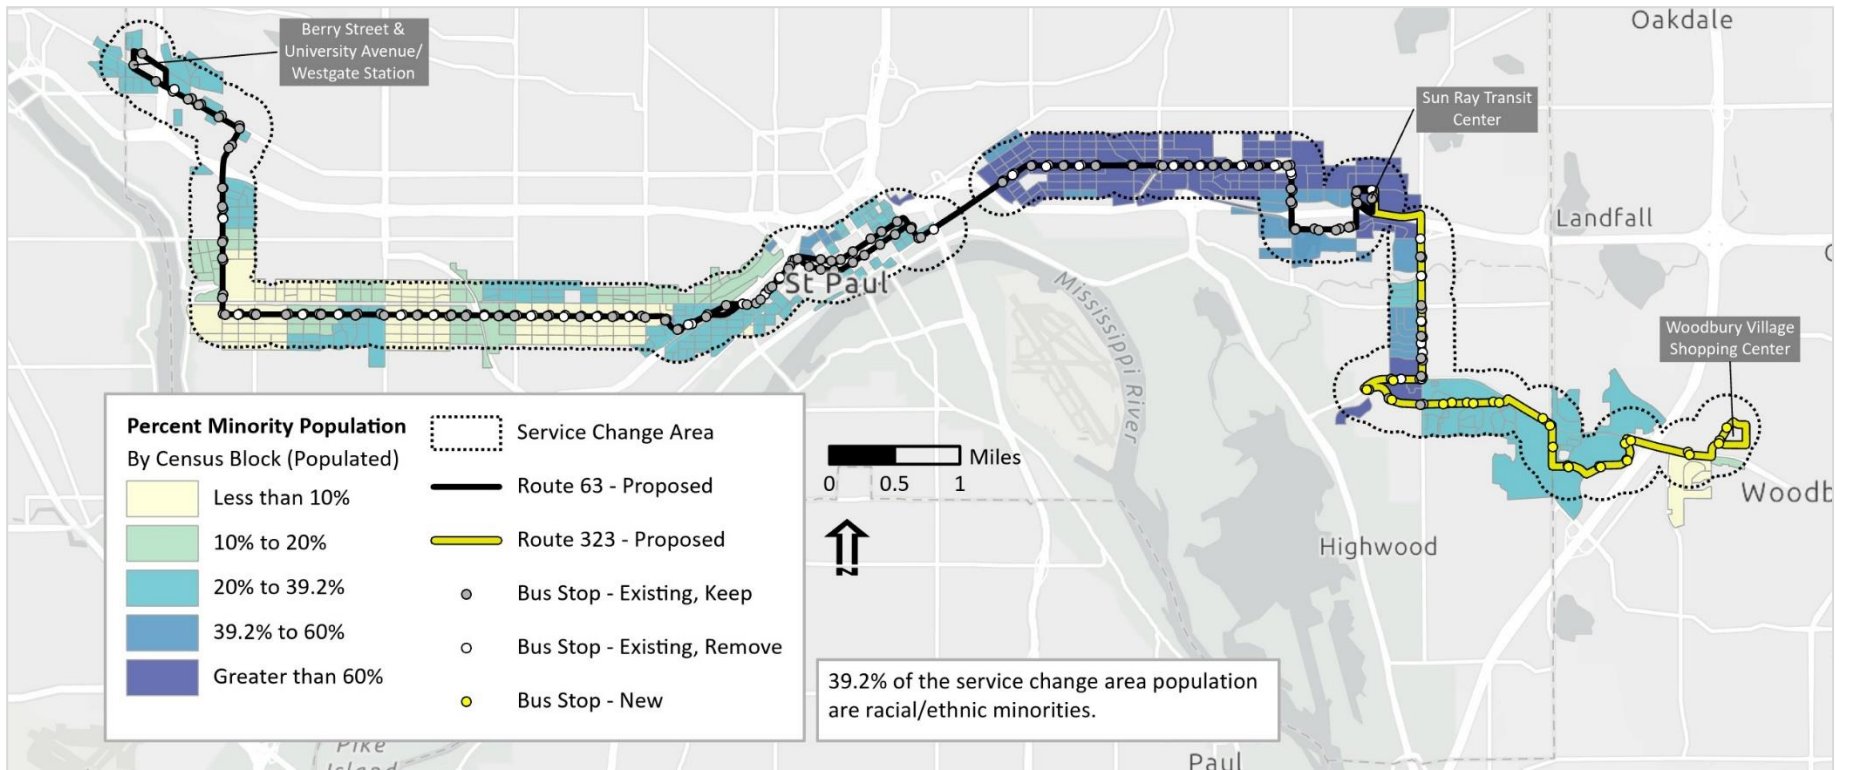 Berry Street &
University Avenue/
Westgate Station
Oakdale
Sun Ray Transit
Center
Landfall
St Paul
Mississippi
River
Woodbury Village
Shopping Center
Percent Minority Population
By Census Block (Populated)
Less than 10%
10% to 20%
20% to 39.2%
39.2% to 60%
Greater than 60%
Service Change Area
Route 63 - Proposed
Route 323 - Proposed
Bus Stop - Existing, Keep
Bus Stop - Existing, Remove
Bus Stop - New
Miles
0 0.5 1
N
Woodb
Highwood
39.2% of the service change area population
are racial/ethnic minorities.
Pike
Island
Paul